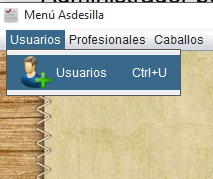 Menú Asdesilla
Usuarios Profesionales Caballos
Usuarios Ctrl+U